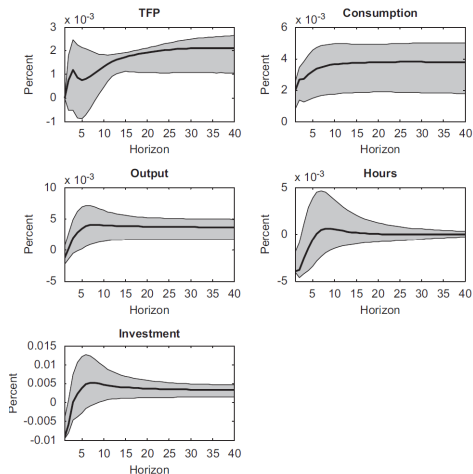 TFP
x 10⁻³
3
2
1
0
-1
Percent
5 10 15 20 25 30 35 40
Horizon
Consumption
x 10⁻³
6
4
2
0
Percent
5 10 15 20 25 30 35 40
Horizon
Output
x 10⁻³
10
5
0
-5
Percent
5 10 15 20 25 30 35 40
Horizon
Hours
x 10⁻³
5
0
-5
Percent
5 10 15 20 25 30 35 40
Horizon
Investment
0.015
0.01
0.005
0
-0.005
-0.01
Percent
5 10 15 20 25 30 35 40
Horizon